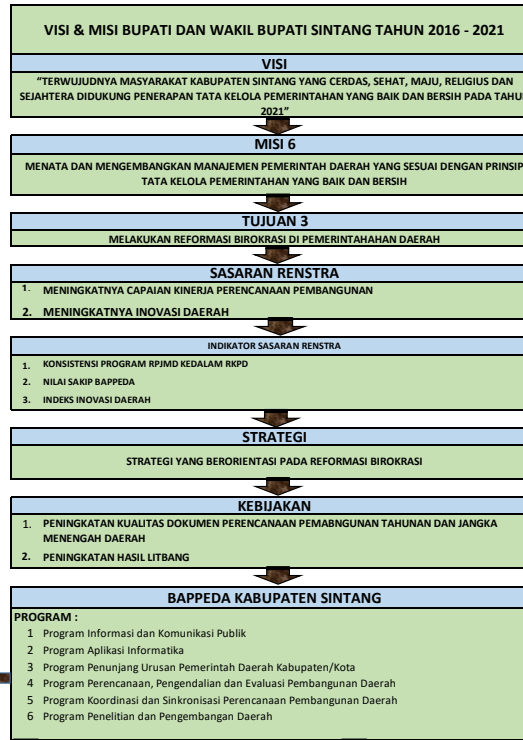 VISI & MISI BUPATI DAN WAKIL BUPATI SINTANG TAHUN 2016 - 2021
VISI
“TERWUJUDNYA MASYARAKAT KABUPATEN SINTANG YANG CERDAS, SEHAT, MAJU, RELIGIUS DAN
SEJAHTERA DIDUKUNG PENERAPAN TATA KELOLA PEMERINTAHAN YANG BAIK DAN BERSIH PADA TAHU
2021”
MISI 6
MENATA DAN MENGEMBANGKAN MANAJEMEN PEMERINTAH DAERAH YANG SESUAI DENGAN PRINSIP
TATA KELOLA PEMERINTAHAN YANG BAIK DAN BERSIH
TUJUAN 3
MELAKUKAN REFORMASI BIROKRASI DI PEMERINTAHAHAN DAERAH
SASARAN RENSTRA
1. MENINGKATNYA CAPAIAN KINERJA PERENCANAAN PEMBANGUNAN
2. MENINGKATNYA INOVASI DAERAH
INDIKATOR SASARAN RENSTRA
1. KONSISTENSI PROGRAM RPJMD KEDALAM RKPD
2. NILAI SAKIP BAPPEDA
3. INDEKS INOVASI DAERAH
STRATEGI
STRATEGI YANG BERORIENTASI PADA REFORMASI BIROKRASI
KEBIJAKAN
1. PENINGKATAN KUALITAS DOKUMEN PERENCANAAN PEMABNGUNAN TAHUNAN DAN JANGKA
MENENGAH DAERAH
2. PENINGKATAN HASIL LITBANG
BAPPEDA KABUPATEN SINTANG
PROGRAM :
1 Program Informasi dan Komunikasi Publik
2 Program Aplikasi Informatika
3 Program Penunjang Urusan Pemerintah Daerah Kabupaten/Kota
4 Program Perencanaan, Pengendalian dan Evaluasi Pembangunan Daerah
5 Program Koordinasi dan Sinkronisasi Perencanaan Pembangunan Daerah
6 Program Penelitian dan Pengembangan Daerah